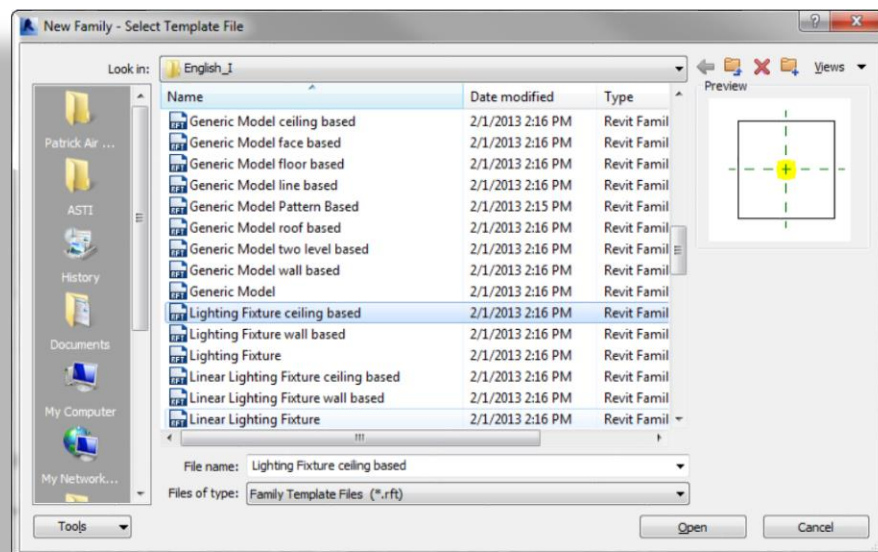 New Family - Select Template File
Look in: English_I Views
Name Date modified Type Preview
Generic Model ceiling based 2/1/2013 2:16 PM Revit Famil
Generic Model face based 2/1/2013 2:16 PM Revit Famil
Generic Model floor based 2/1/2013 2:16 PM Revit Famil
Generic Model line based 2/1/2013 2:16 PM Revit Famil
Generic Model Pattern Based 2/1/2013 2:15 PM Revit Famil
Generic Model roof based 2/1/2013 2:16 PM Revit Famil
Generic Model two level based 2/1/2013 2:16 PM Revit Famil
Generic Model wall based 2/1/2013 2:16 PM Revit Famil
Generic Model 2/1/2013 2:16 PM Revit Famil
Lighting Fixture ceiling based 2/1/2013 2:16 PM Revit Famil
Lighting Fixture wall based 2/1/2013 2:16 PM Revit Famil
Lighting Fixture 2/1/2013 2:16 PM Revit Famil
Linear Lighting Fixture ceiling based 2/1/2013 2:16 PM Revit Famil
Linear Lighting Fixture wall based 2/1/2013 2:16 PM Revit Famil
Linear Lighting Fixture 2/1/2013 2:16 PM Revit Famil
Patrick Air ...
ASTI
History
Documents
My Computer
My Network...
File name: Lighting Fixture ceiling based
Files of type: Family Template Files (*.rft)
Tools Open Cancel